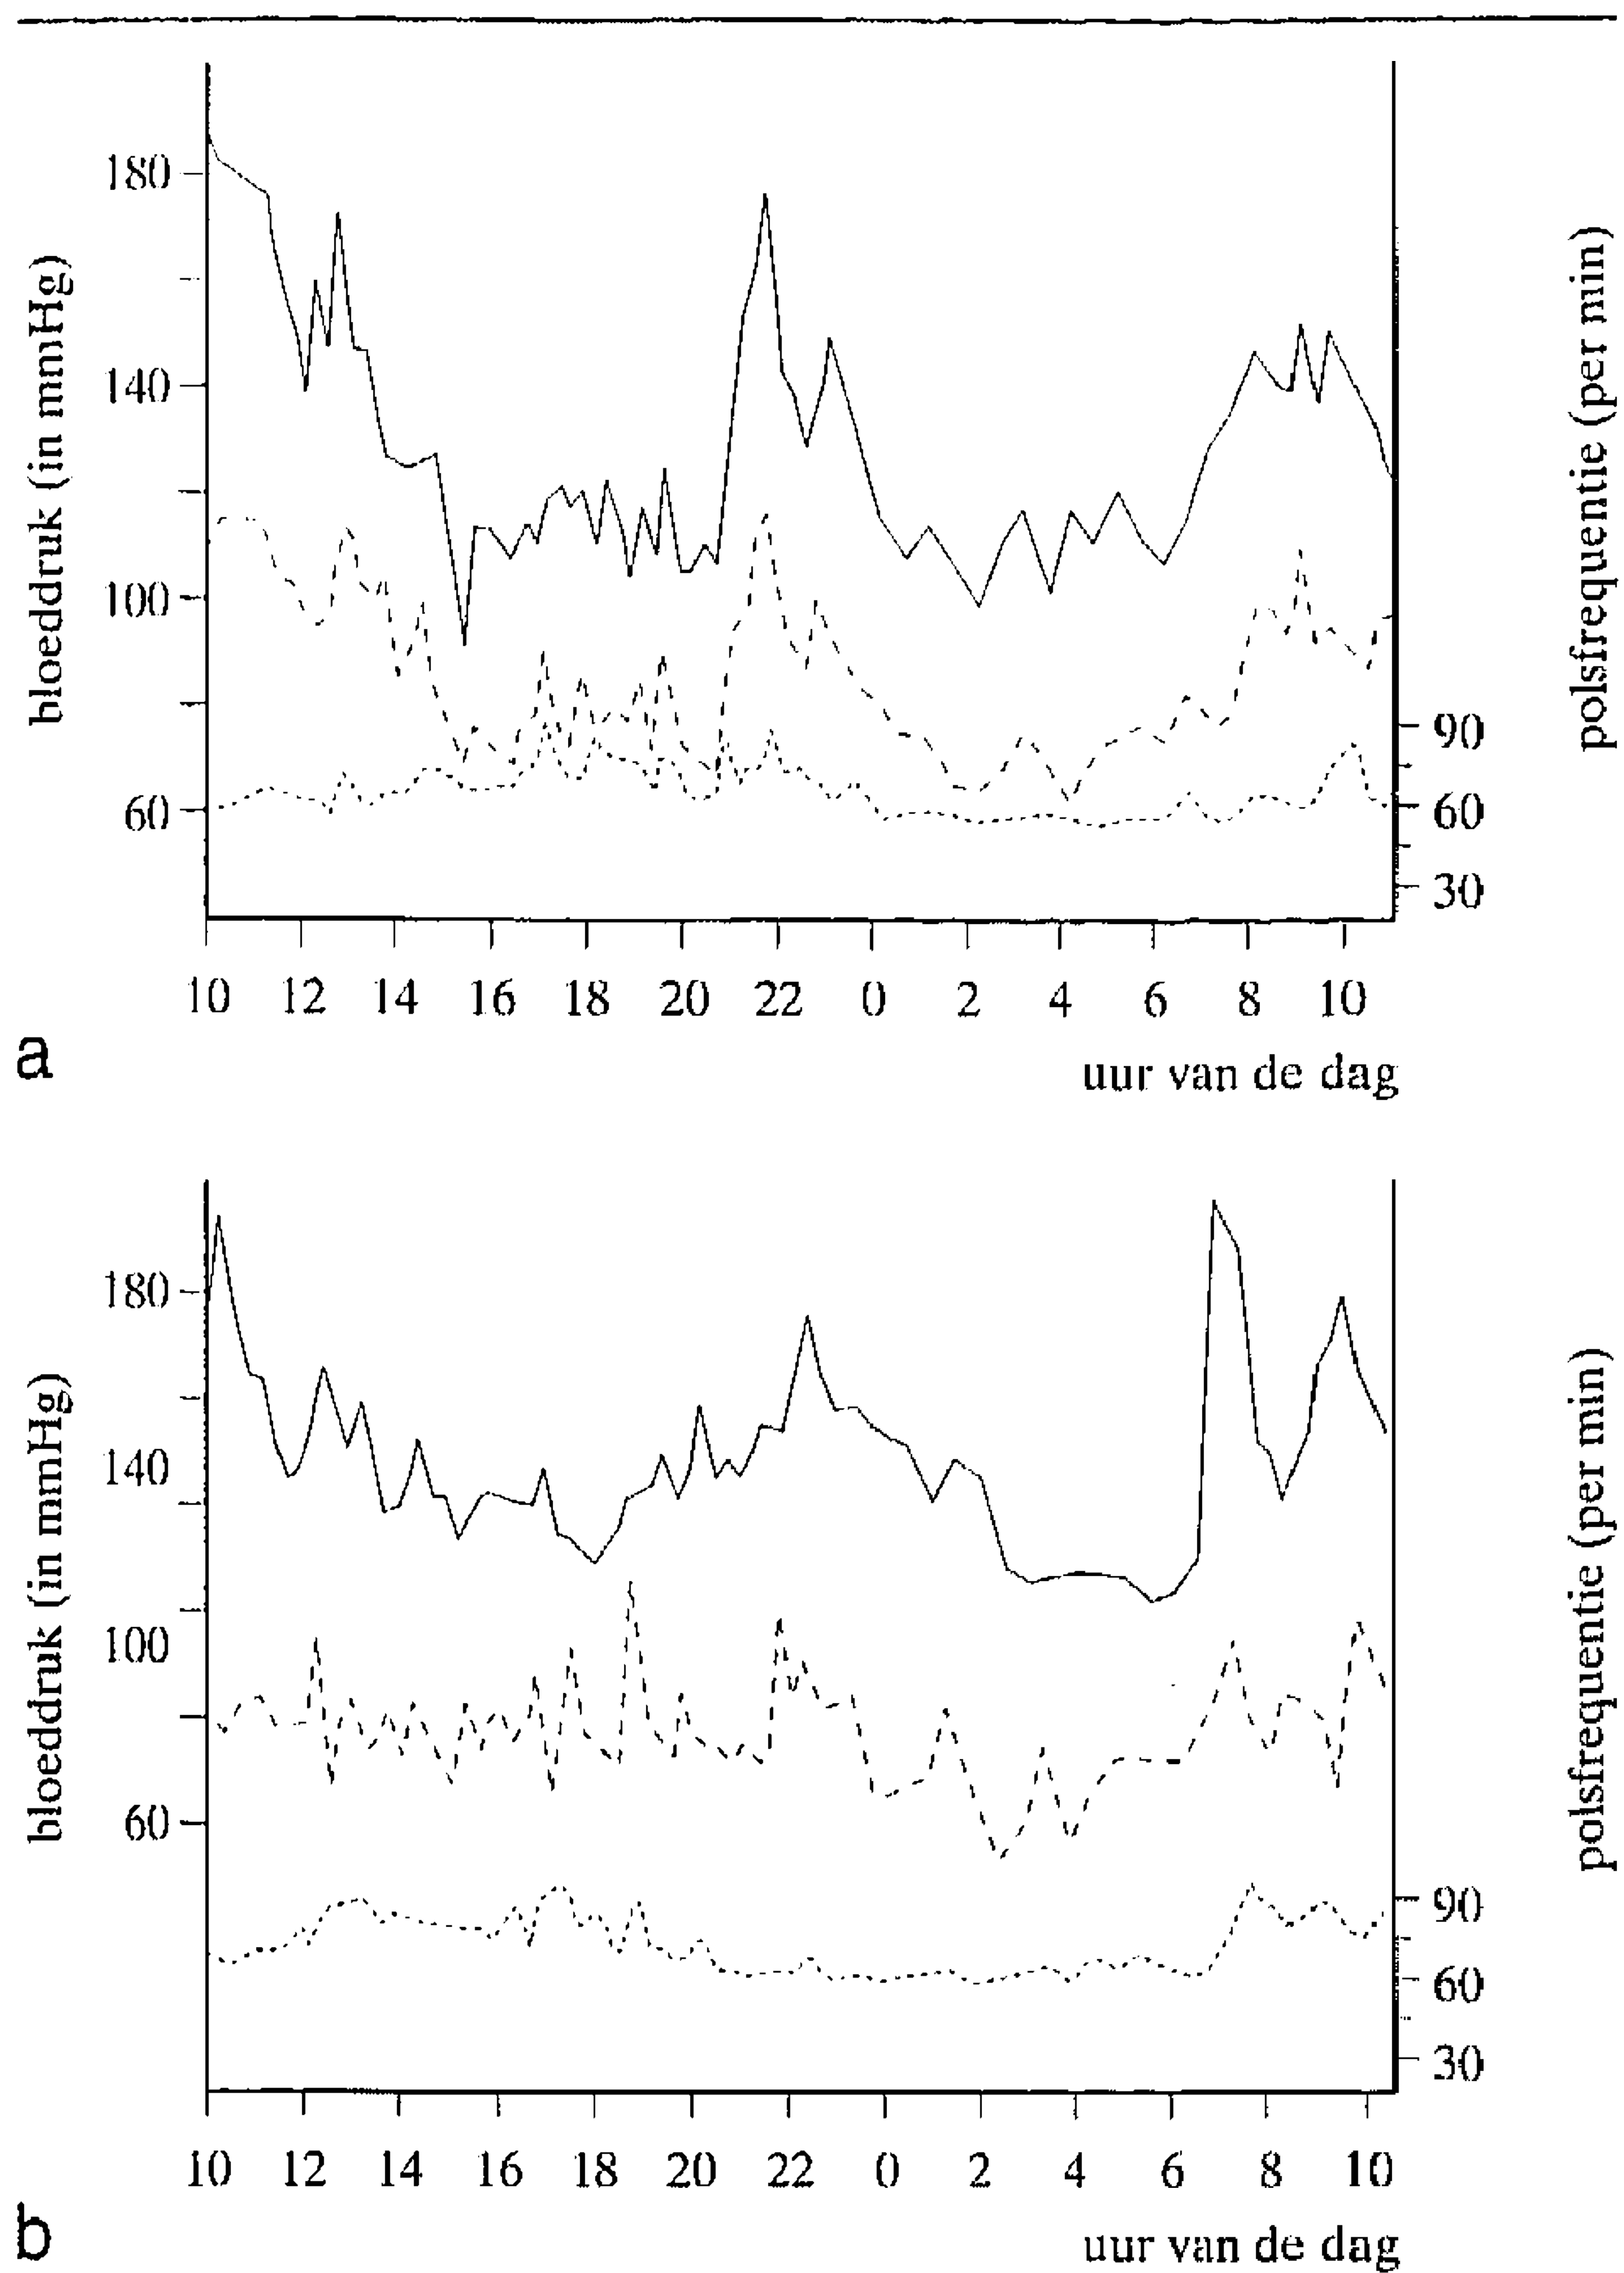 bloeddruk (in mmHg)
180
140
100
60
polsfrequentie (per min)
90
60
30
10 12 14 16 18 20 22 0 2 4 6 8 10
uur van de dag
a
bloeddruk (in mmHg)
180
140
100
60
polsfrequentie (per min)
90
60
30
10 12 14 16 18 20 22 0 2 4 6 8 10
uur van de dag
b